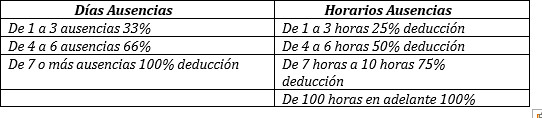 Días Ausencias
Horarios Ausencias
De 1 a 3 ausencias 33%
De 1 a 3 horas 25% deducción
De 4 a 6 ausencias 66%
De 4 a 6 horas 50% deducción
De 7 o más ausencias 100% deducción
De 7 horas a 10 horas 75%
deducción
De 100 horas en adelante 100%